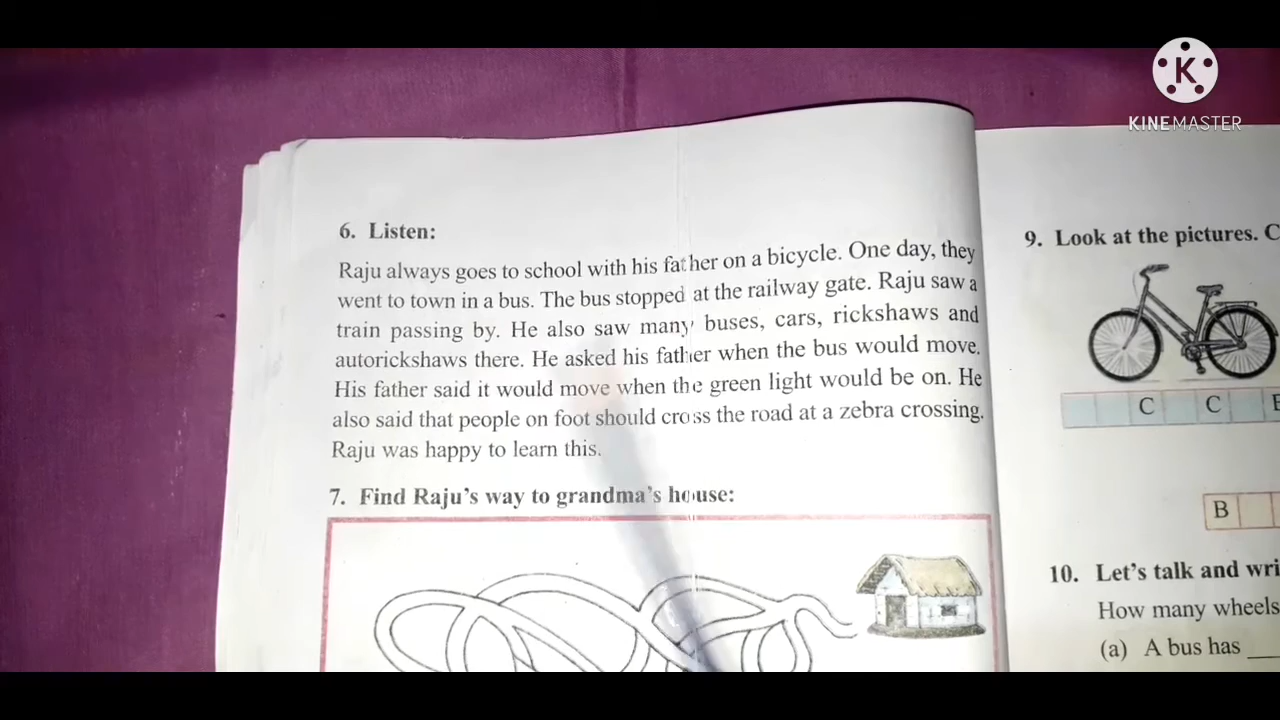 KINEMASTER
6. Listen:
Raju always goes to school with his father on a bicycle. One day, they
went to town in a bus. The bus stopped at the railway gate. Raju saw a
train passing by. He also saw many buses, cars, rickshaws and
autorickshaws there. He asked his father when the bus would move.
His father said it would move when the green light would be on. He
also said that people on foot should cross the road at a zebra crossing.
Raju was happy to learn this.
7. Find Raju's way to grandma's house:
9. Look at the pictures. C
C C
B
10. Let's talk and wri
How many wheels
(a) A bus has ___